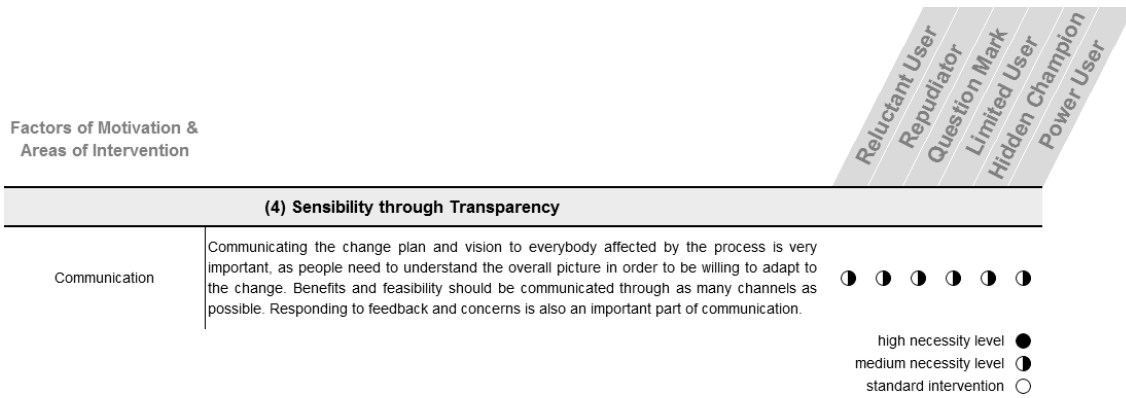 Reluctant User
Repudiator
Question Mark
Limited User
Hidden Champion
Power User
Factors of Motivation &
Areas of Intervention
(4) Sensibility through Transparency
Communication
Communicating the change plan and vision to everybody affected by the process is very
important, as people need to understand the overall picture in order to be willing to adapt to
the change. Benefits and feasibility should be communicated through as many channels as
possible. Responding to feedback and concerns is also an important part of communication.
high necessity level
medium necessity level
standard intervention